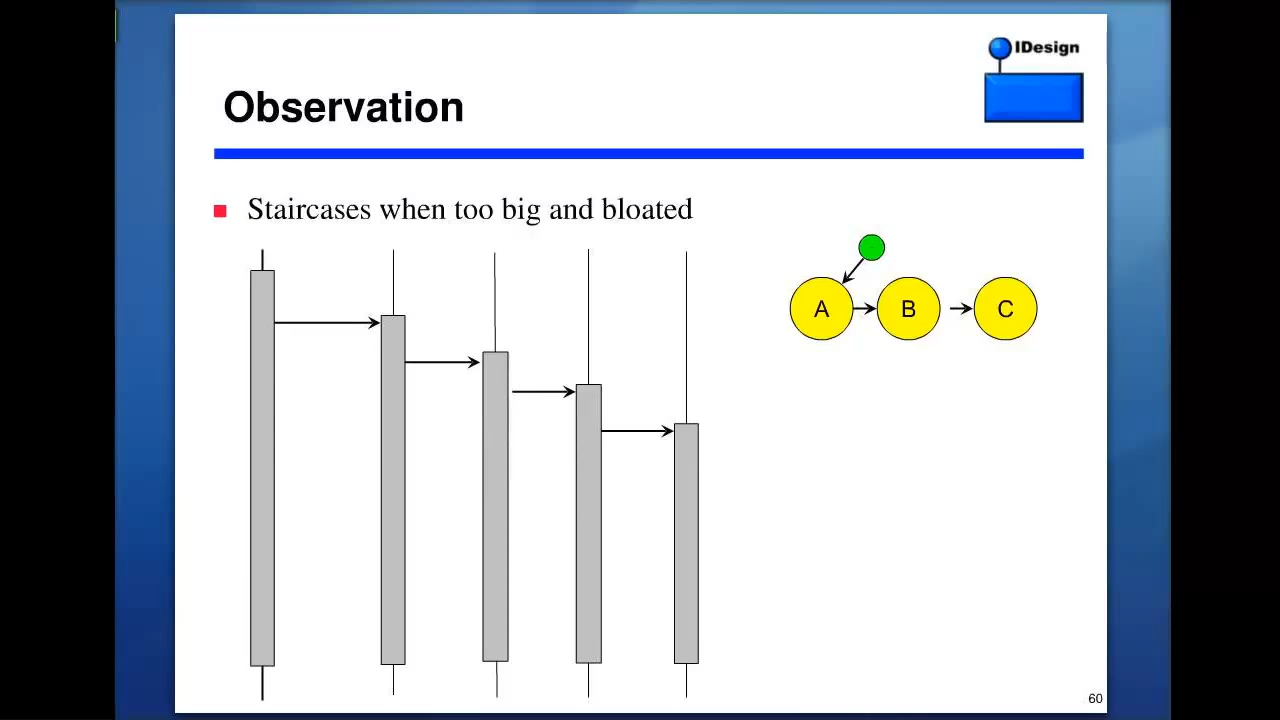 IDesign
Observation
Staircases when too big and bloated
A
B
C
60